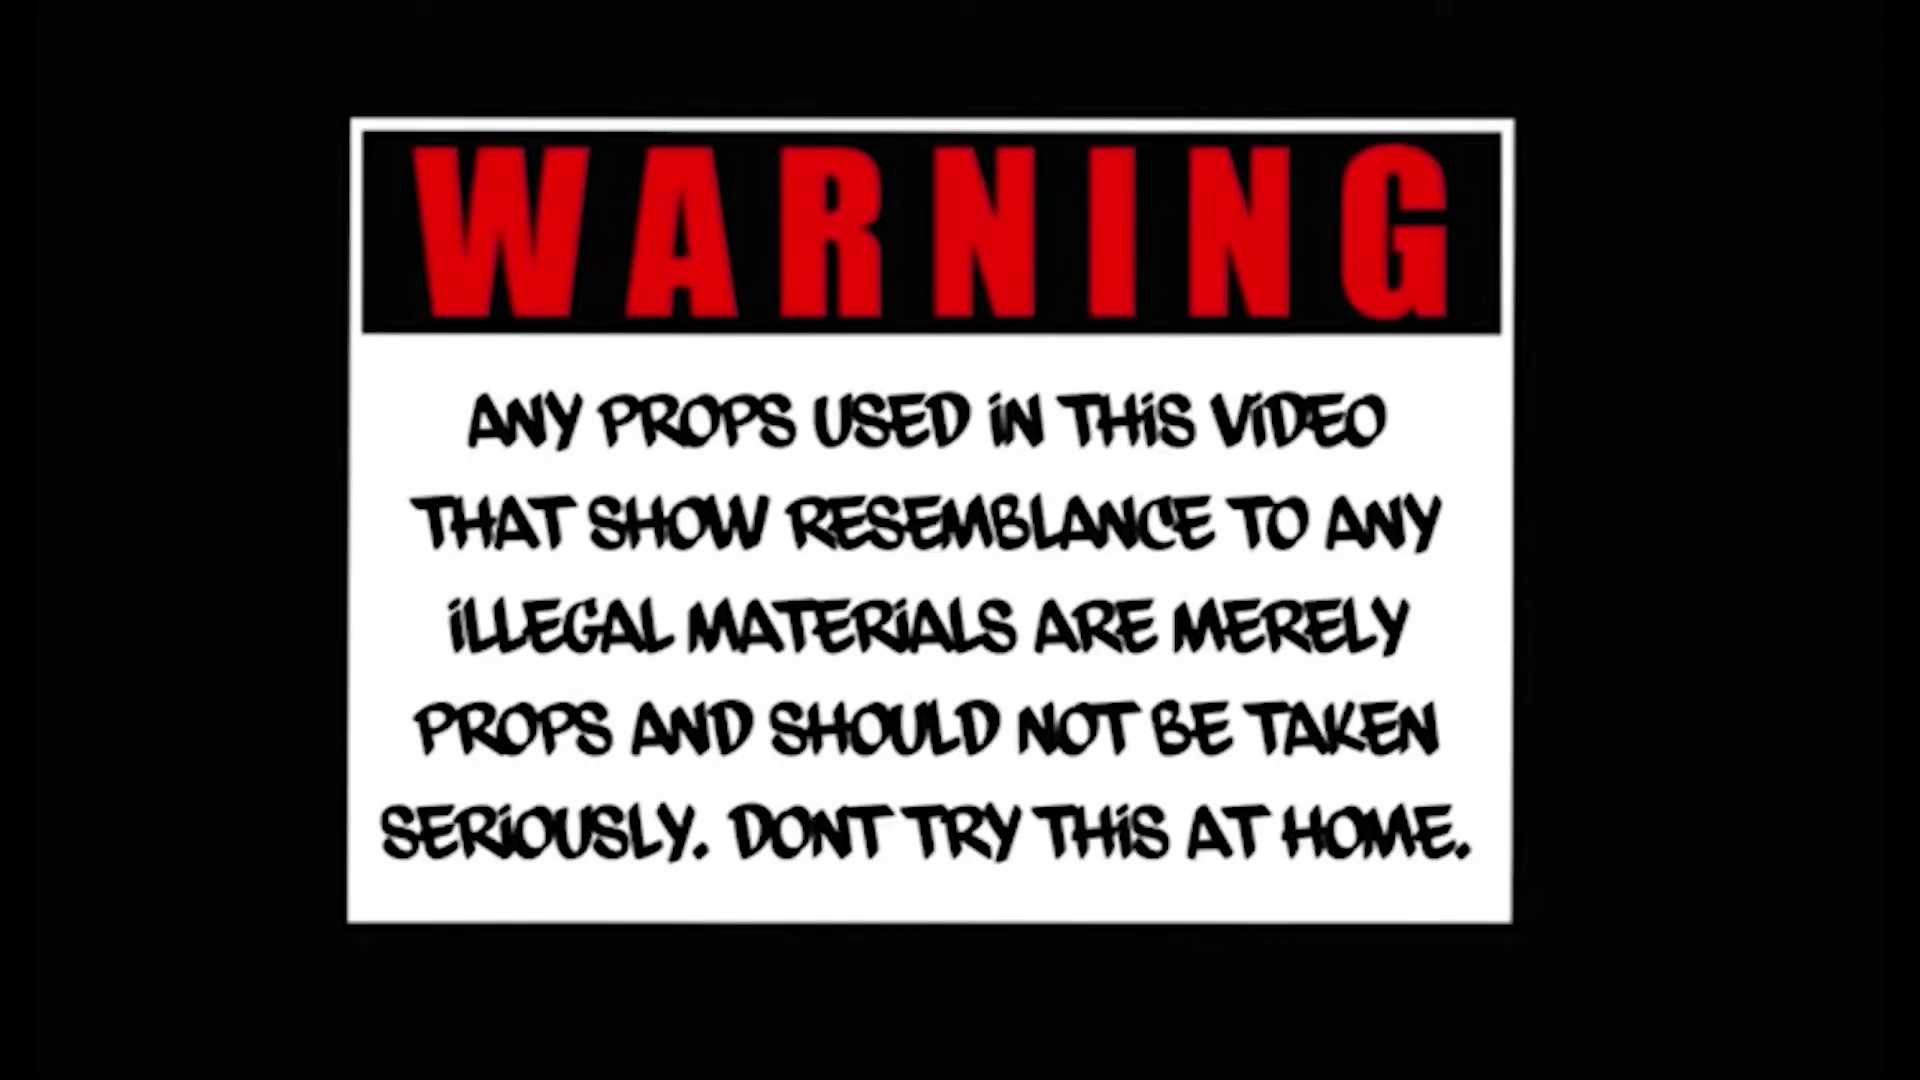 WARNING
ANY PROPS USED iN THiS ViDEO
THAT SHOW RESEMBLANCE TO ANY
iLLEGAL MATERiALS ARE MERELY
PROPS AND SHOULD NOT BE TAKEN
SERiOUSLY. DONT TRY THiS AT HOME.